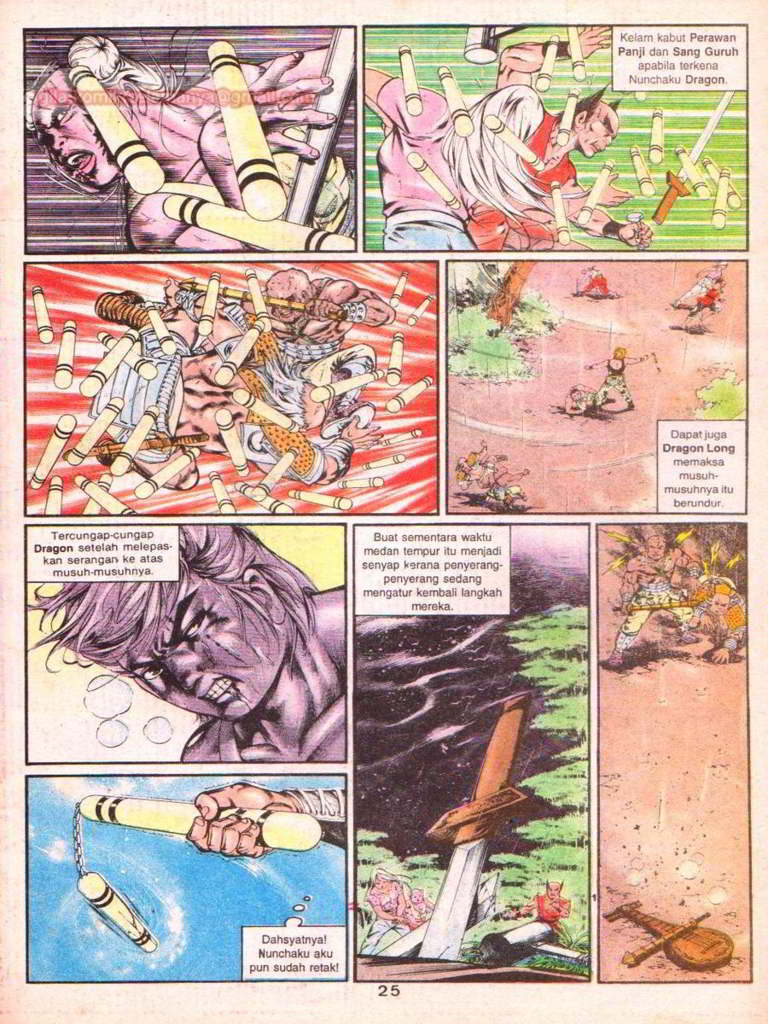 Kelam kabut Perawan
Panji dan Sang Guruh
apabila terkena
Nunchaku Dragon.
Dapat juga
Dragon Long
memaksa
musuh-
musuhnya itu
berundur.
Tercungap-cungap
Dragon setelah melepas-
kan serangan ke atas
musuh-musuhnya.
Buat sementara waktu
medan tempur itu menjadi
senyap kerana penyerang-
penyerang sedang
mengatur kembali langkah
mereka.
Dahsyatnya!
Nunchaku aku
pun sudah retak!
25